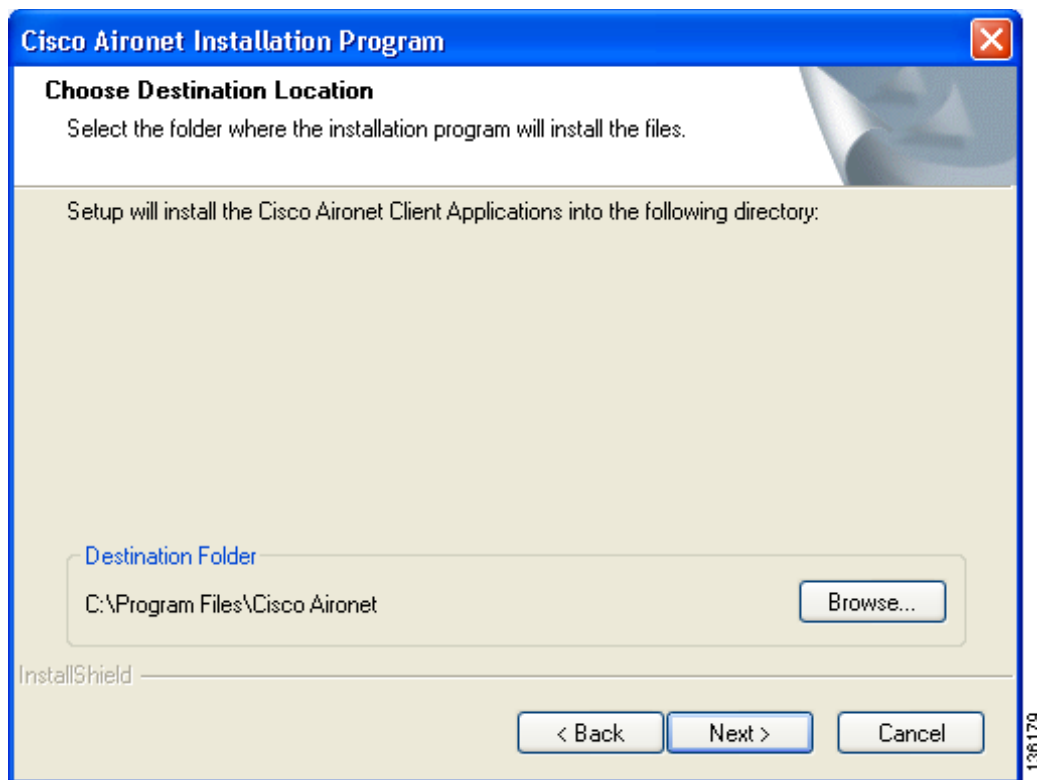 Cisco Aironet Installation Program
Choose Destination Location
Select the folder where the installation program will install the files.
Setup will install the Cisco Aironet Client Applications into the following directory:
Destination Folder
C:\Program Files\Cisco Aironet
Browse...
InstallShield
< Back
Next >
Cancel
136179